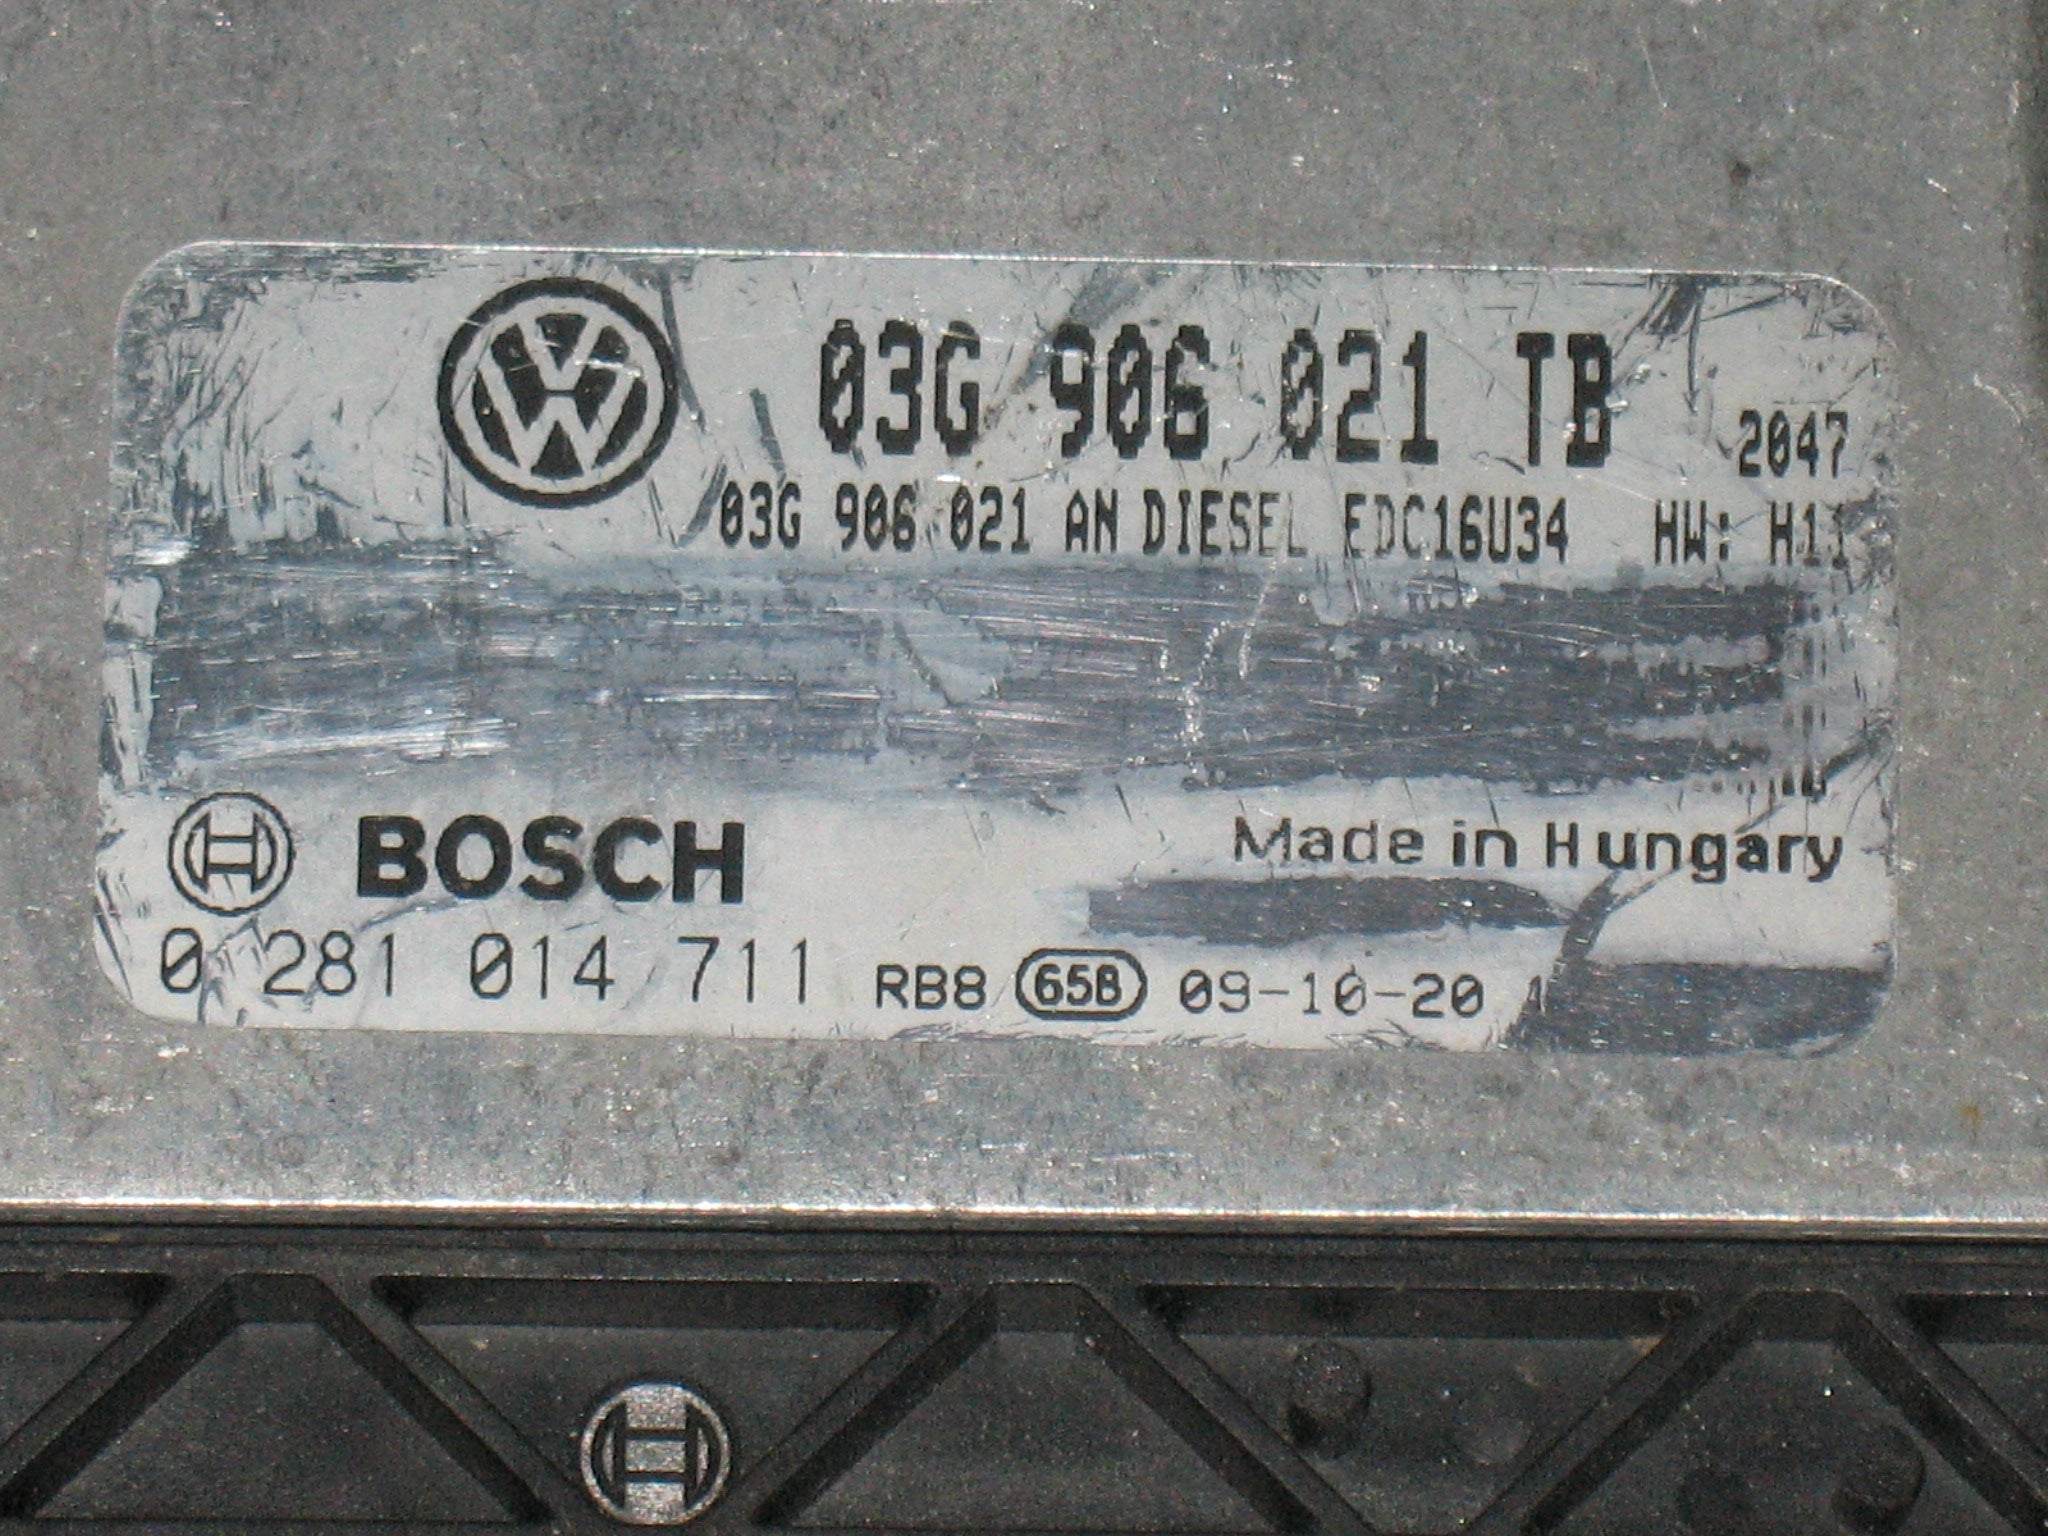 03G 906 021 TB
2047
03G 906 021 AN DIESEL EDC16U34 HW: H11
BOSCH
Made in Hungary
0 281 014 711 RB8 658 09-10-20